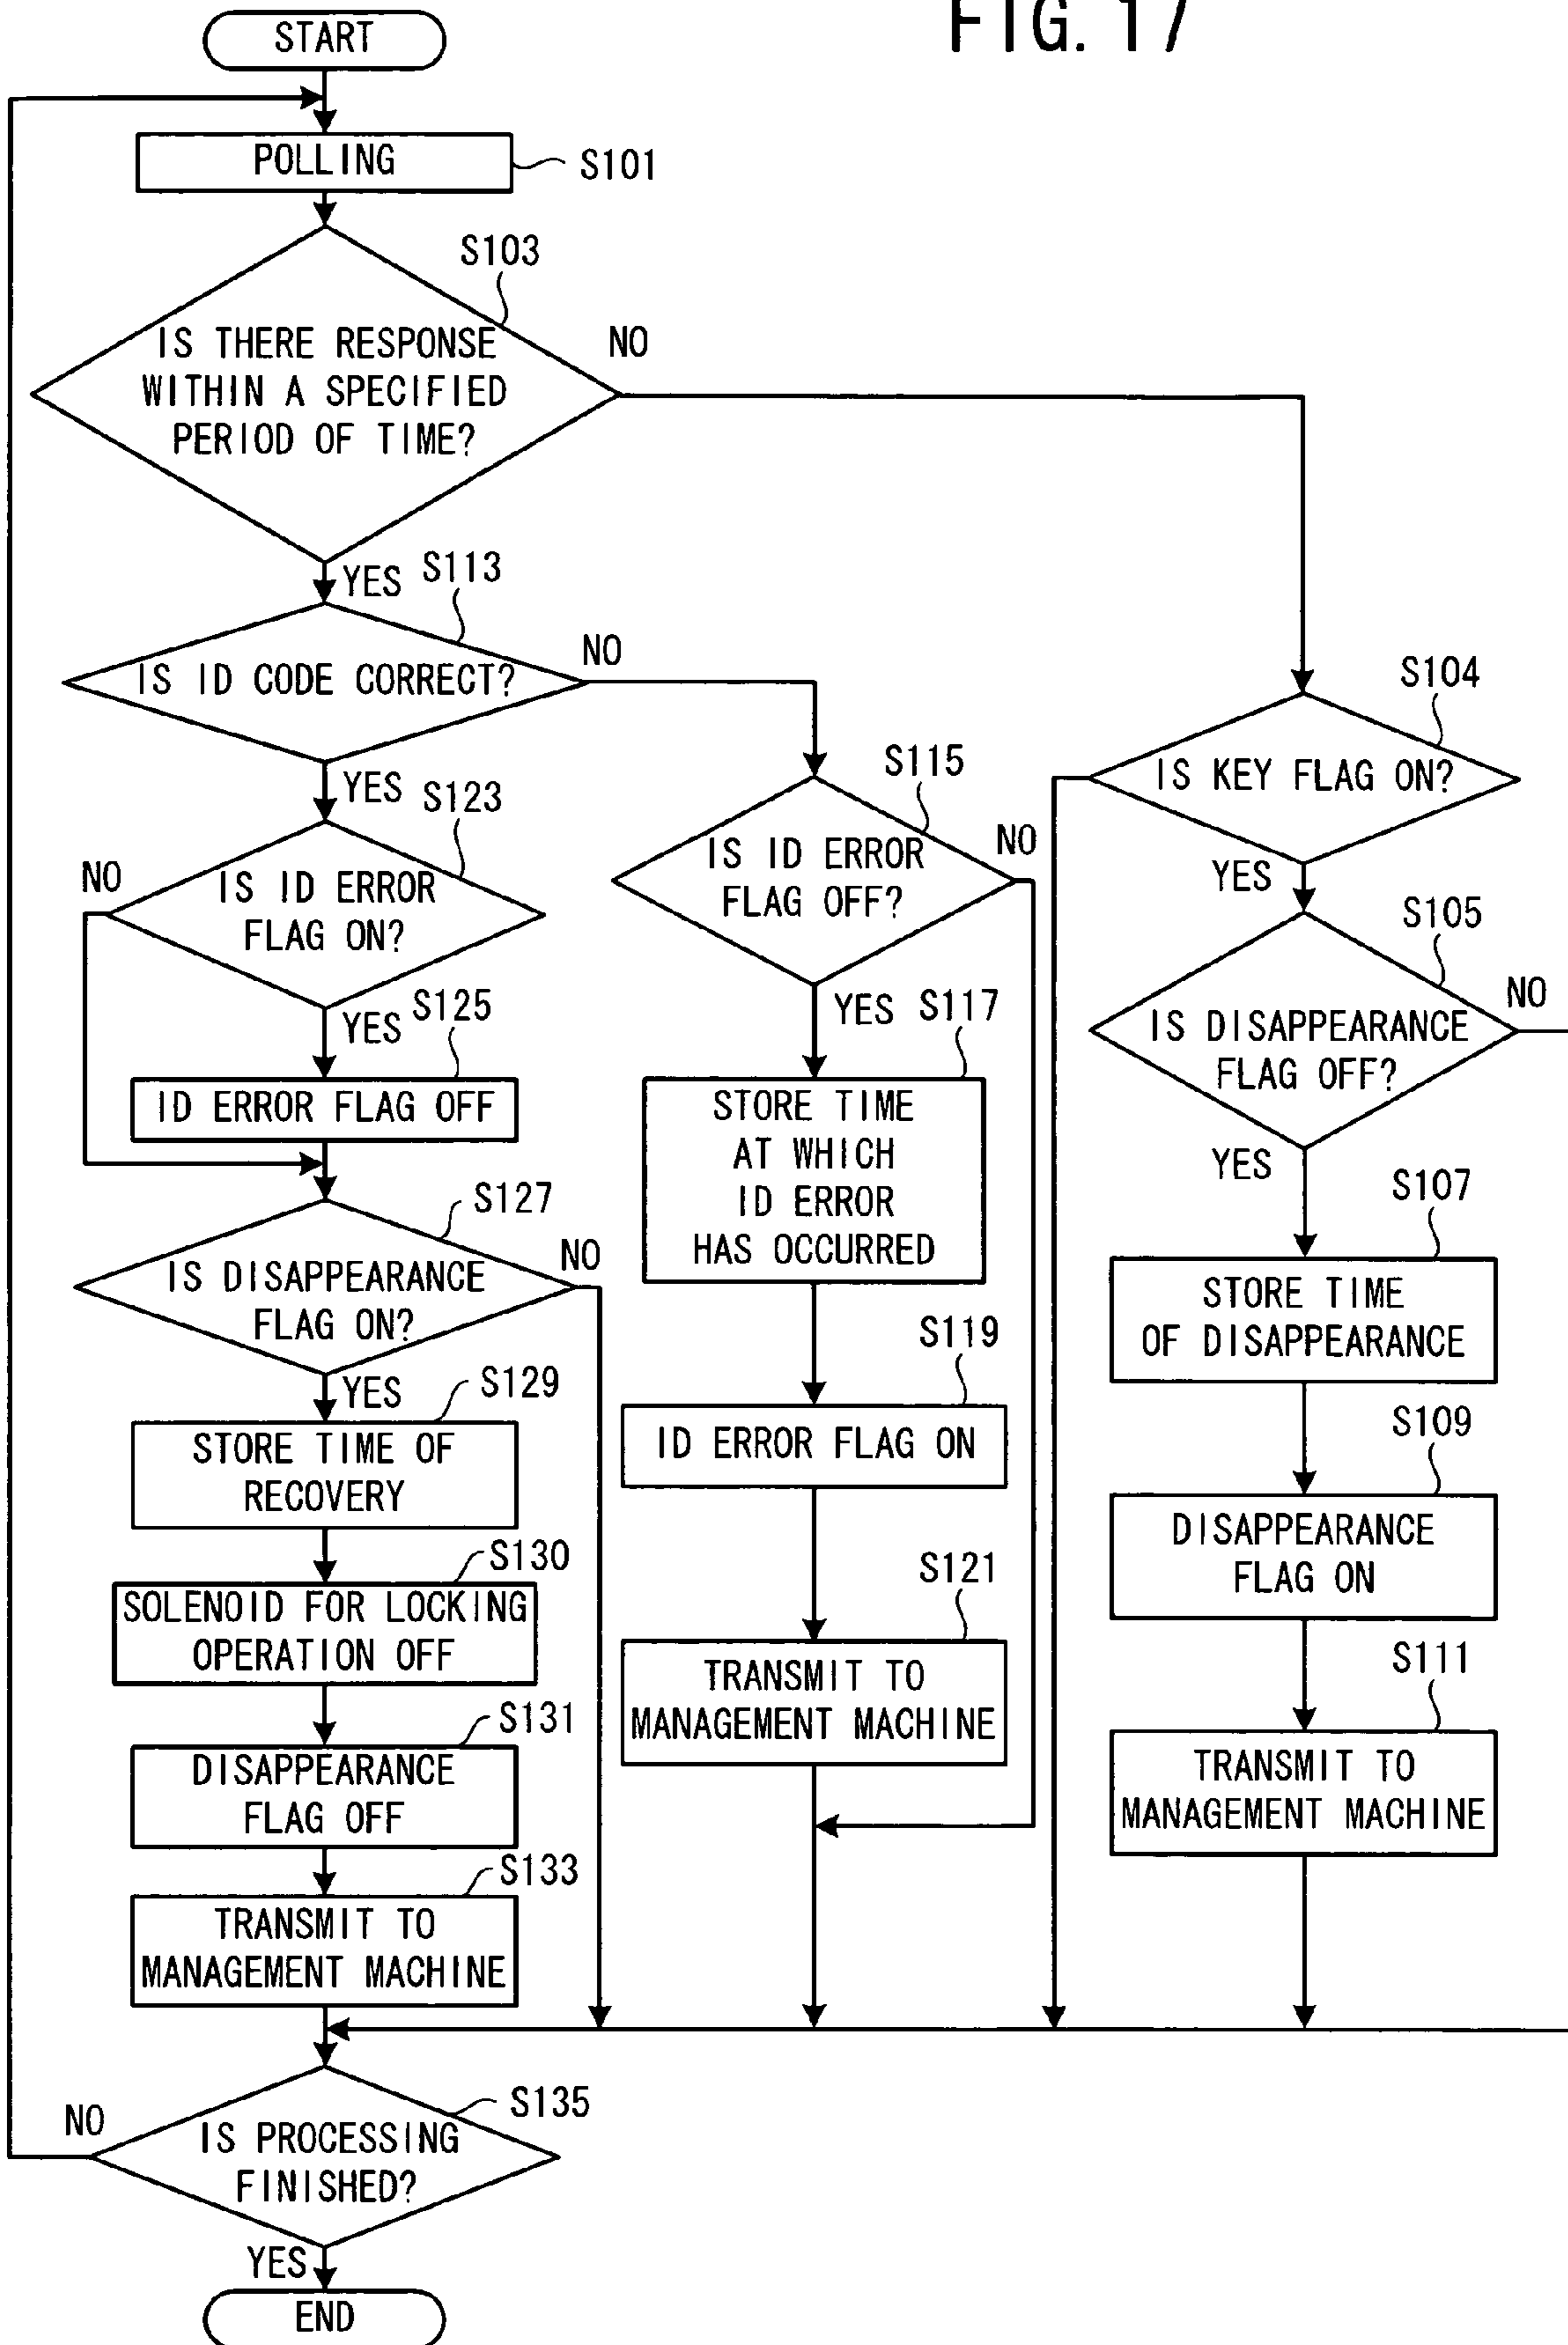 FIG. 17
START
POLLING
S101
S103
IS THERE RESPONSE
WITHIN A SPECIFIED
PERIOD OF TIME?
NO
YES
S113
IS ID CODE CORRECT?
NO
YES
S123
IS ID ERROR
FLAG ON?
NO
YES
S125
ID ERROR FLAG OFF
S127
IS DISAPPEARANCE
FLAG ON?
NO
YES
S129
STORE TIME OF
RECOVERY
S130
SOLENOID FOR LOCKING
OPERATION OFF
S131
DISAPPEARANCE
FLAG OFF
S133
TRANSMIT TO
MANAGEMENT MACHINE
S135
IS PROCESSING
FINISHED?
NO
YES
END
S115
IS ID ERROR
FLAG OFF?
NO
YES
S117
STORE TIME
AT WHICH
ID ERROR
HAS OCCURRED
S119
ID ERROR FLAG ON
S121
TRANSMIT TO
MANAGEMENT MACHINE
S104
IS KEY FLAG ON?
YES
S105
IS DISAPPEARANCE
FLAG OFF?
NO
YES
S107
STORE TIME
OF DISAPPEARANCE
S109
DISAPPEARANCE
FLAG ON
S111
TRANSMIT TO
MANAGEMENT MACHINE